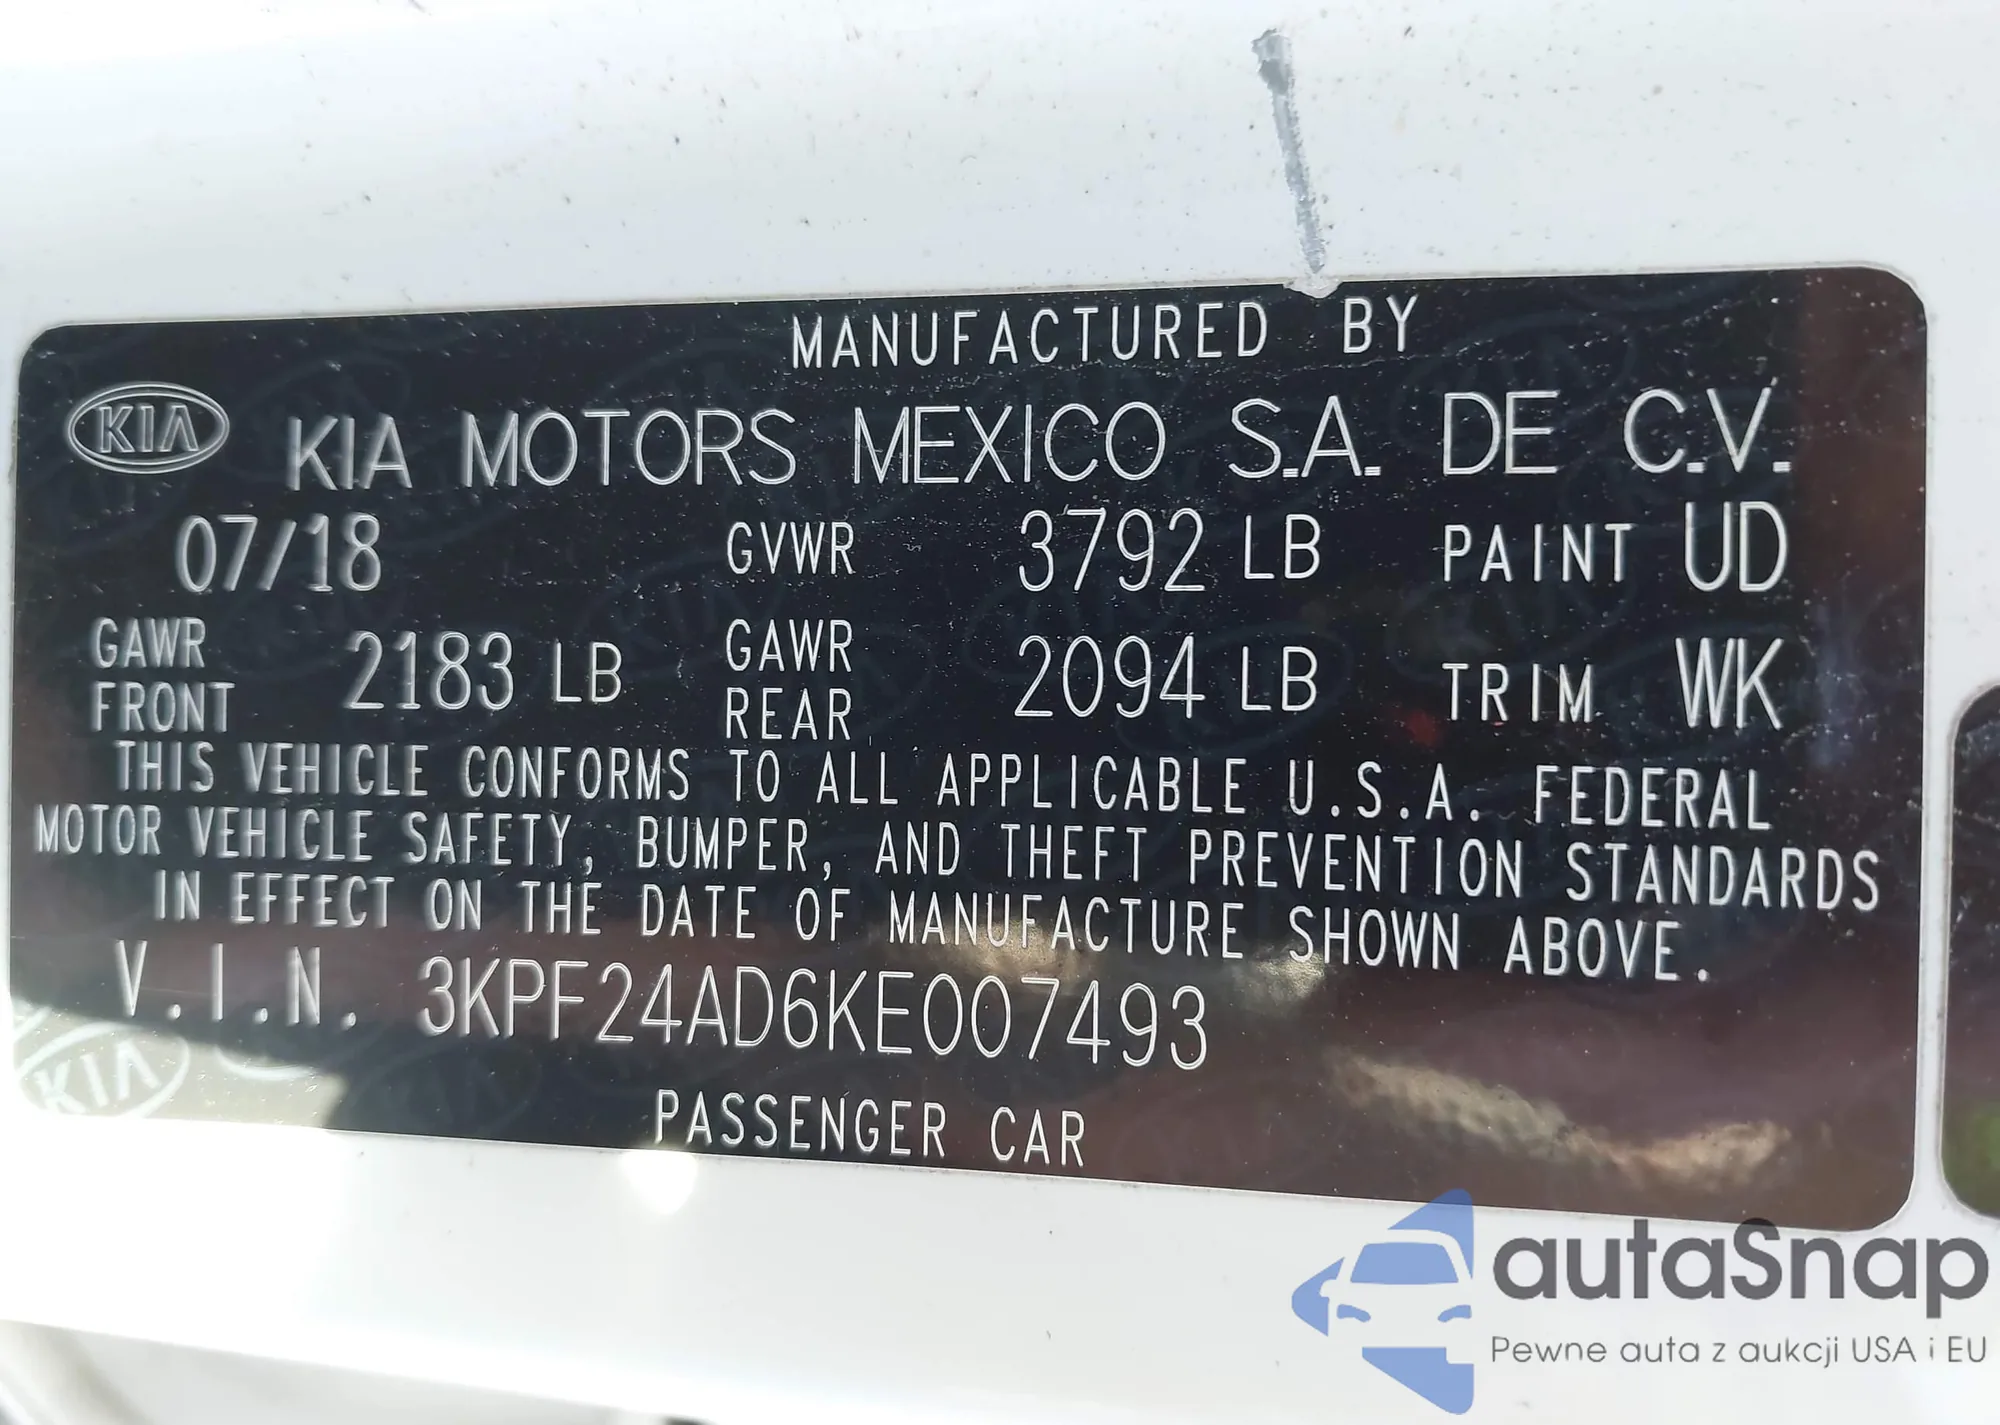 MANUFACTURED BY
KIA KIA MOTORS MEXICO S.A. DE C.V.
07/18 GVWR 3792 LB PAINT UD
GAWR FRONT 2183 LB GAWR REAR 2094 LB TRIM WK
THIS VEHICLE CONFORMS TO ALL APPLICABLE U.S.A. FEDERAL
MOTOR VEHICLE SAFETY, BUMPER, AND THEFT PREVENTION STANDARDS
IN EFFECT ON THE DATE OF MANUFACTURE SHOWN ABOVE.
V.I.N. 3KPF24AD6KE007493
KIA
PASSENGER CAR
autaSnap
Pewne auta z aukcji USA i EU